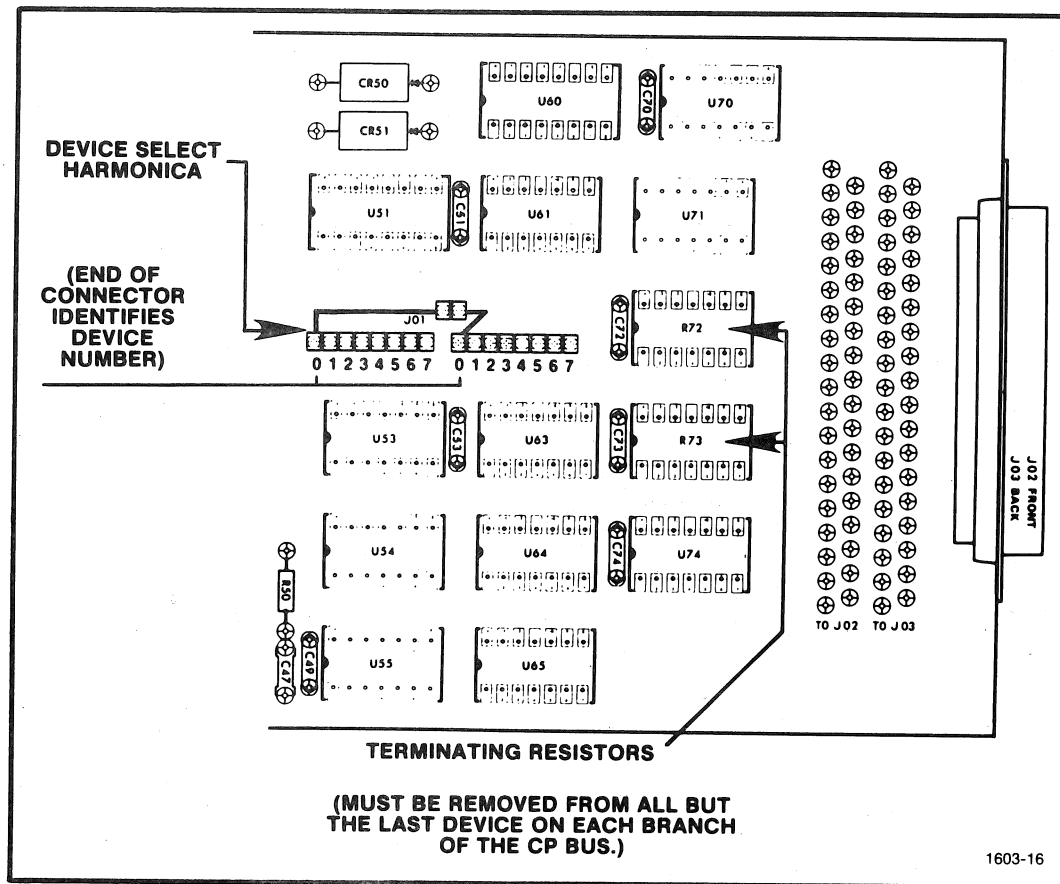 CR50
CR51
U60
C70
U70
DEVICE SELECT
HARMONICA
U51
C51
U61
U71
(END OF
CONNECTOR
IDENTIFIES
DEVICE
NUMBER)
J01
0 1 2 3 4 5 6 7
0 1 2 3 4 5 6 7
C72
R72
U53
C53
U63
C73
R73
J02 FRONT
J03 BACK
U54
U64
C74
U74
R50
C47
C49
U55
U65
TO J02
TO J03
TERMINATING RESISTORS
(MUST BE REMOVED FROM ALL BUT
THE LAST DEVICE ON EACH BRANCH
OF THE CP BUS.)
1603-16